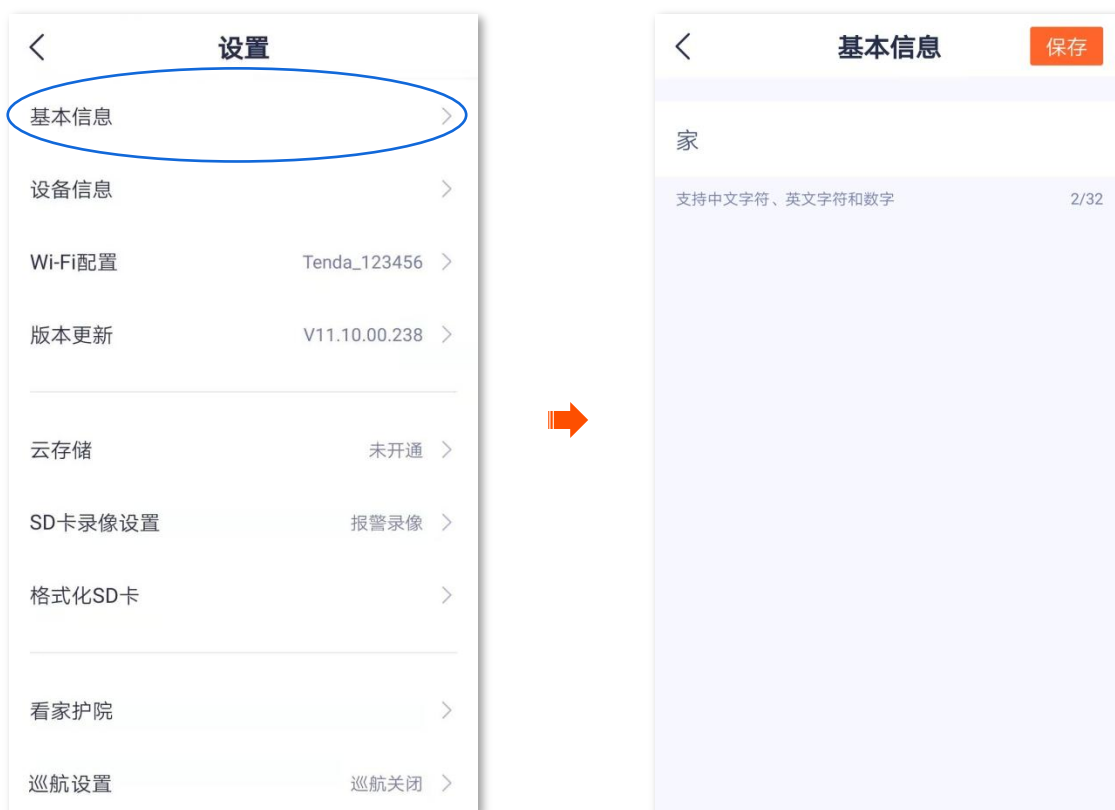 设置
基本信息
设备信息
Wi-Fi配置 Tenda_123456
版本更新 V11.10.00.238
云存储 未开通
SD卡录像设置 报警录像
格式化SD卡
看家护院
巡航设置 巡航关闭
基本信息 保存
家
支持中文字符、英文字符和数字 2/32